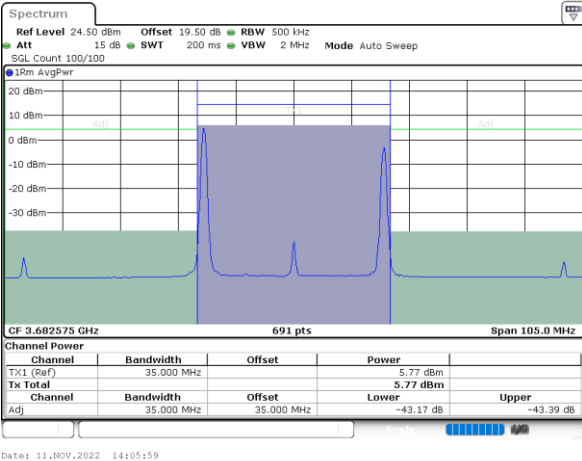 Spectrum
Ref Level 24.50 dBm Offset 19.50 dB RBW 500 kHz
Att 15 dB SWT 200 ms VBW 2 MHz Mode Auto Sweep
SGL Count 100/100
1Rm AvgPwr
20 dBm
TX1
10 dBm
Adj Adj
0 dBm
-10 dBm
-20 dBm
-30 dBm
CF 3.682575 GHz 691 pts Span 105.0 MHz
Channel Power
Channel Bandwidth Offset Power
TX1 (Ref) 35.000 MHz 5.77 dBm
Tx Total 5.77 dBm
Channel Bandwidth Offset Lower Upper
Adj 35.000 MHz 35.000 MHz -43.17 dB -43.39 dB
Ready
Date: 11.NOV.2022 14:05:59